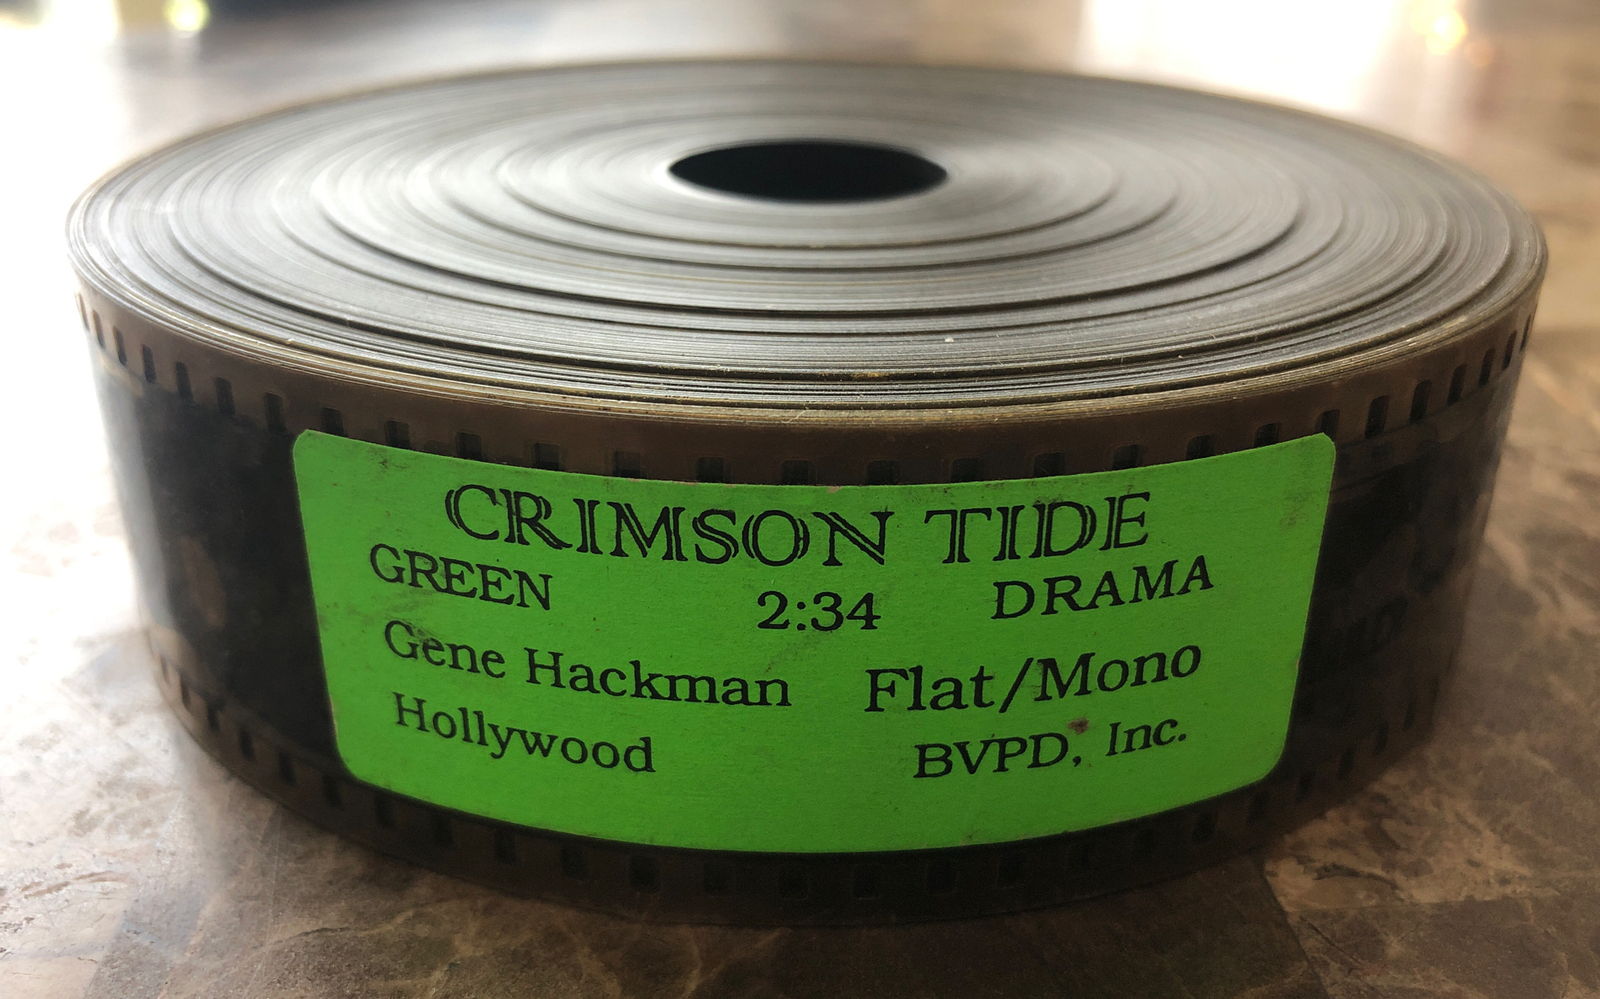 CRIMSON TIDE
GREEN 2:34 DRAMA
Gene Hackman Flat/Mono
Hollywood BVPD, Inc.